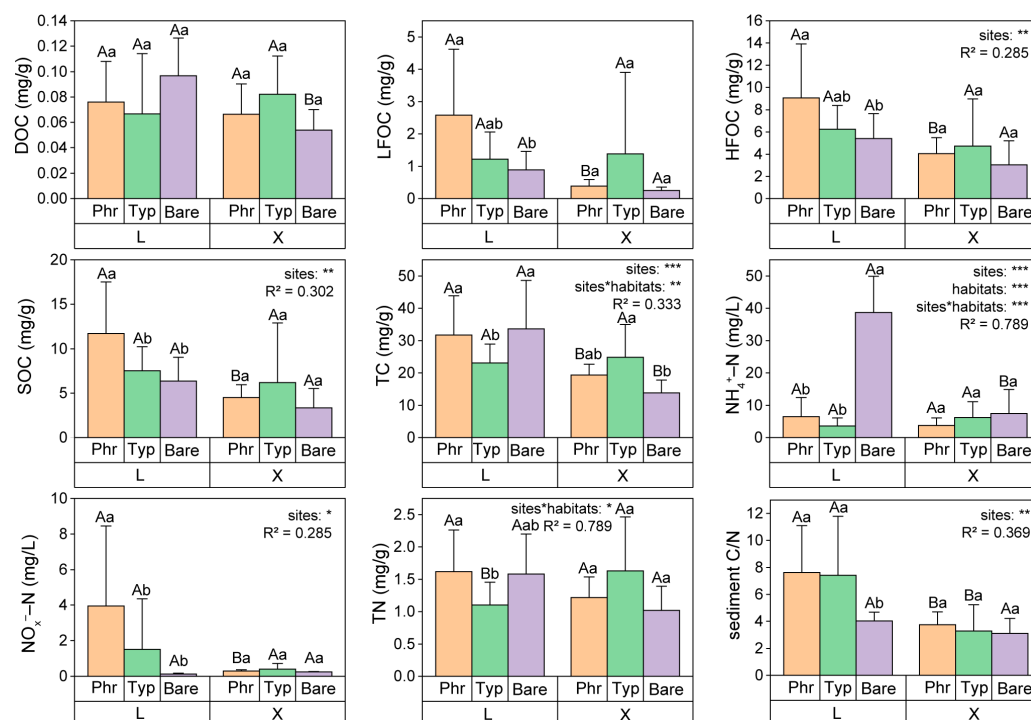 DOC (mg/g)
0.14
0.12
0.10
0.08
0.06
0.04
0.02
0.00
Aa Aa Aa Aa Aa Ba
Phr Typ Bare Phr Typ Bare
L X
LFOC (mg/g)
5
4
3
2
1
0
Aa Aab Ab Ba Aa Aa
Phr Typ Bare Phr Typ Bare
L X
HFOC (mg/g)
16
14
12
10
8
6
4
2
0
sites: **
R² = 0.285
Aa Aab Ab Ba Aa Aa
Phr Typ Bare Phr Typ Bare
L X
SOC (mg/g)
20
15
10
5
0
sites: **
R² = 0.302
Aa Ab Ab Ba Aa Aa
Phr Typ Bare Phr Typ Bare
L X
TC (mg/g)
50
40
30
20
10
0
sites: ***
sites*habitats: **
R² = 0.333
Aa Ab Aa Bab Aa Bb
Phr Typ Bare Phr Typ Bare
L X
NH₄⁺–N (mg/L)
50
40
30
20
10
0
sites: ***
habitats: ***
sites*habitats: ***
R² = 0.789
Ab Ab Aa Aa Aa Ba
Phr Typ Bare Phr Typ Bare
L X
NOₓ⁻–N (mg/L)
10
8
6
4
2
0
sites: *
R² = 0.285
Aa Ab Ab Ba Aa Aa
Phr Typ Bare Phr Typ Bare
L X
TN (mg/g)
2.5
2.0
1.5
1.0
0.5
0.0
sites*habitats: *
R² = 0.789
Aa Bb Aab Aa Aa Aa
Phr Typ Bare Phr Typ Bare
L X
sediment C/N
12
10
8
6
4
2
0
sites: **
R² = 0.369
Aa Aa Ab Aa Aa Aa
Phr Typ Bare Phr Typ Bare
L X